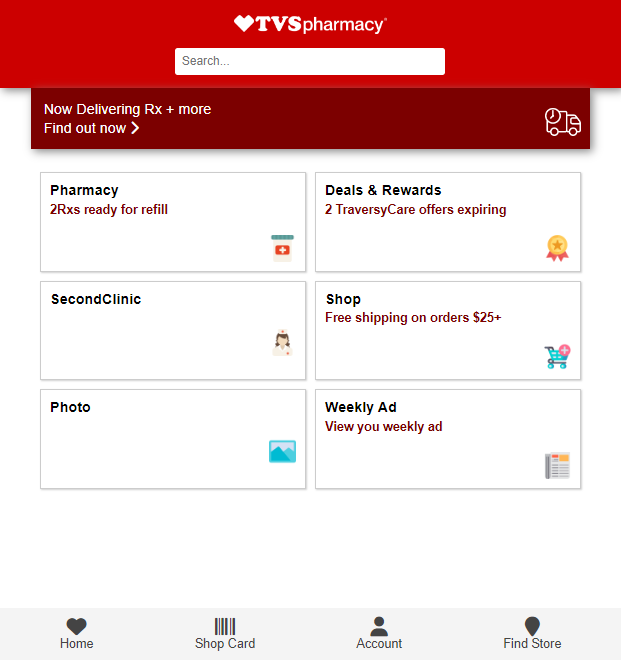 TVSpharmacy
Search...
Now Delivering Rx + more
Find out now
Pharmacy
2Rxs ready for refill
Deals & Rewards
2 TraversyCare offers expiring
SecondClinic
Shop
Free shipping on orders $25+
Photo
Weekly Ad
View you weekly ad
Home
Shop Card
Account
Find Store